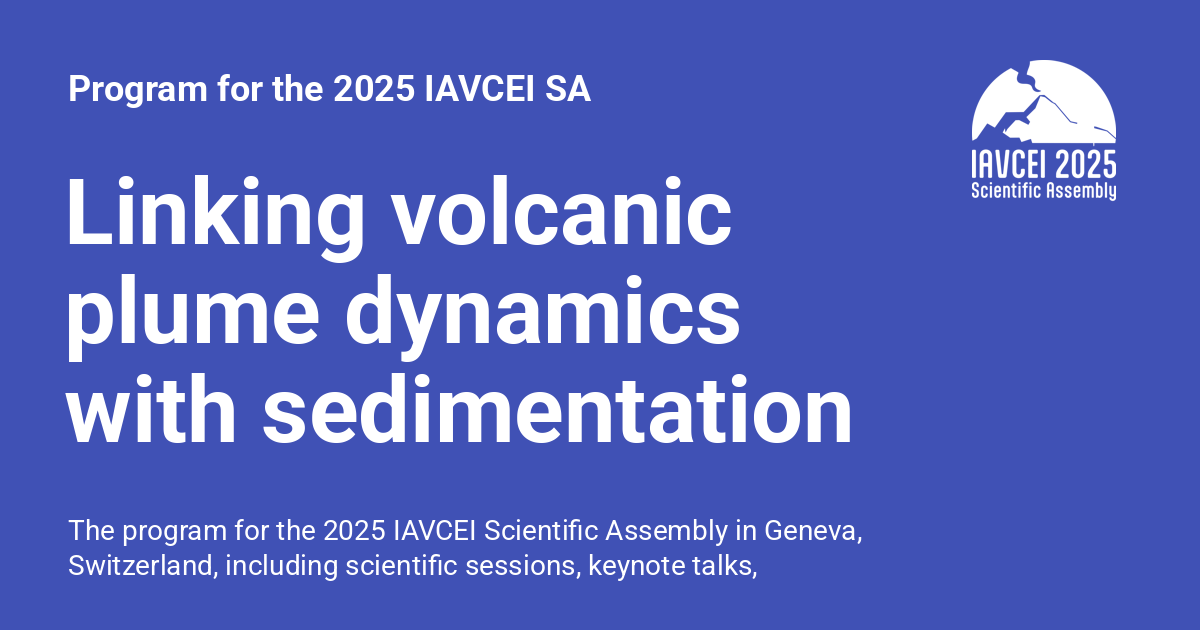 Program for the 2025 IAVCEI SA
IAVCEI 2025
Scientific Assembly
Linking volcanic
plume dynamics
with sedimentation
The program for the 2025 IAVCEI Scientific Assembly in Geneva,
Switzerland, including scientific sessions, keynote talks,